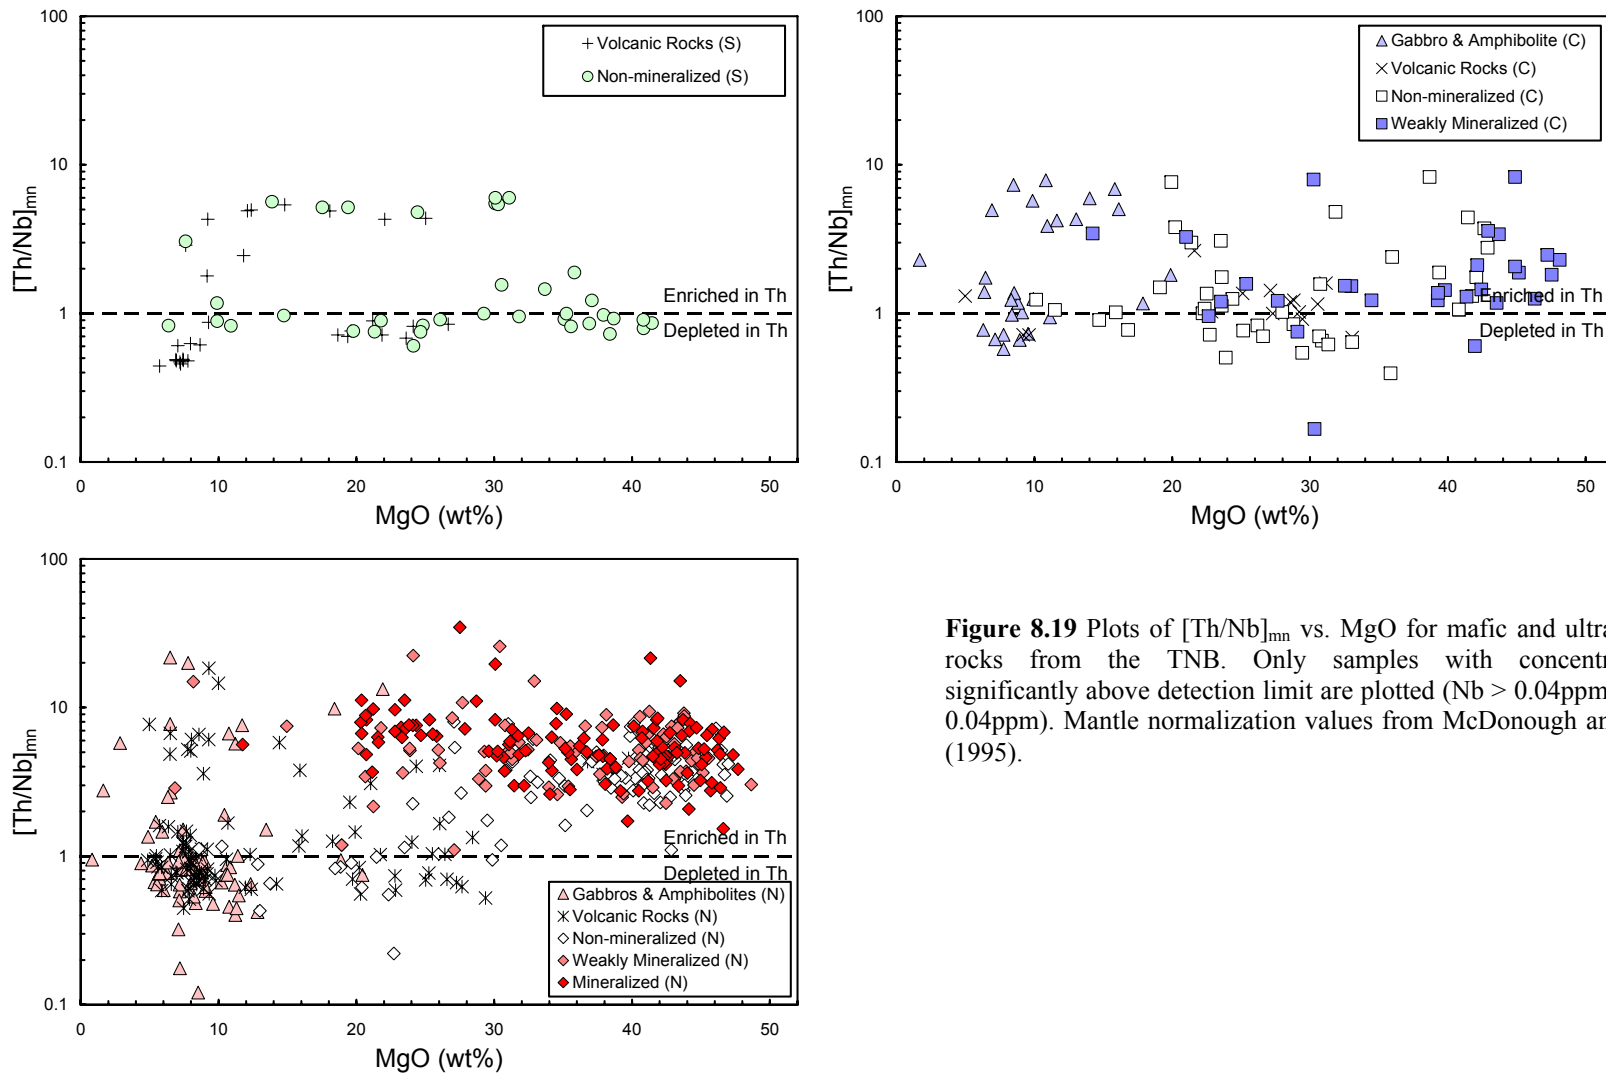 100
10
1
0.1
[Th/Nb]mn
Volcanic Rocks (S)
Non-mineralized (S)
Enriched in Th
Depleted in Th
0 10 20 30 40 50
MgO (wt%)
100
10
1
0.1
[Th/Nb]mn
Gabbro & Amphibolite (C)
Volcanic Rocks (C)
Non-mineralized (C)
Weakly Mineralized (C)
Enriched in Th
Depleted in Th
0 10 20 30 40 50
MgO (wt%)
100
10
1
0.1
[Th/Nb]mn
Enriched in Th
Depleted in Th
Gabbros & Amphibolites (N)
Volcanic Rocks (N)
Non-mineralized (N)
Weakly Mineralized (N)
Mineralized (N)
0 10 20 30 40 50
MgO (wt%)
Figure 8.19 Plots of [Th/Nb]mn vs. MgO for mafic and ultra
rocks from the TNB. Only samples with concentr
significantly above detection limit are plotted (Nb > 0.04ppm
0.04ppm). Mantle normalization values from McDonough an
(1995).